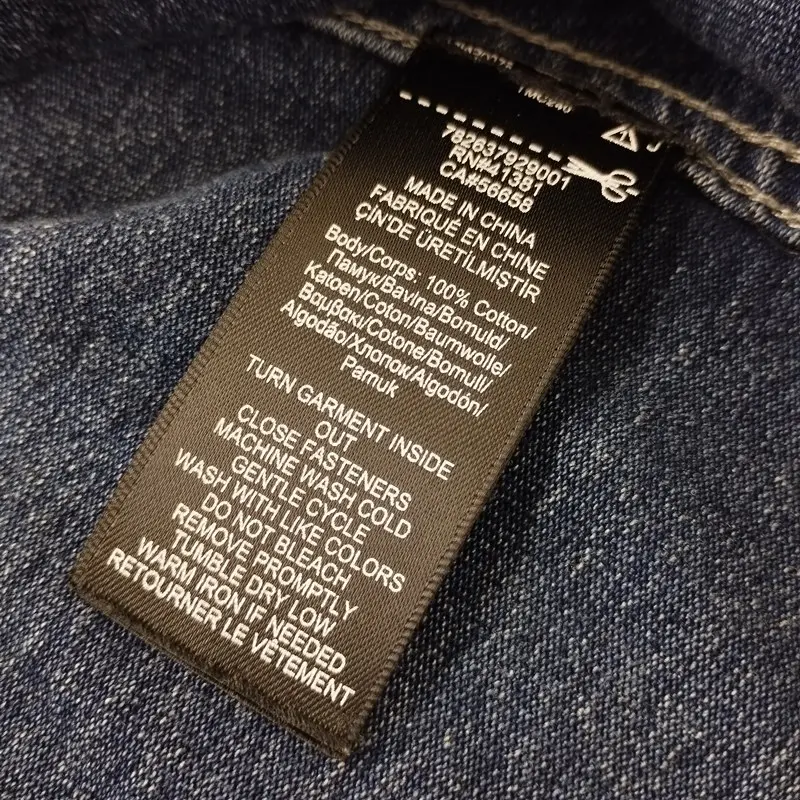 762637929001
RN#41381
CA#56658
MADE IN CHINA
FABRIQUÉ EN CHINE
ÇİN'DE ÜRETİLMİŞTİR
Body/Corps: 100% Cotton/
Памук/Bavlna/Bomuld/
Katoen/Coton/Baumwolle/
Βαμβακι/Cotone/Bomull/
Algodão/Хлопок/Algodón/
Pamuk
TURN GARMENT INSIDE
OUT
CLOSE FASTENERS
MACHINE WASH COLD
GENTLE CYCLE
WASH WITH LIKE COLORS
DO NOT BLEACH
REMOVE PROMPTLY
TUMBLE DRY LOW
WARM IRON IF NEEDED
RETOURNER LE VÊTEMENT